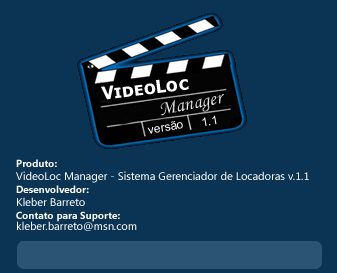 VIDEOLOC
Manager
versão 1.1
Produto:
VideoLoc Manager - Sistema Gerenciador de Locadoras v.1.1
Desenvolvedor:
Kleber Barreto
Contato para Suporte:
kleber.barreto@msn.com